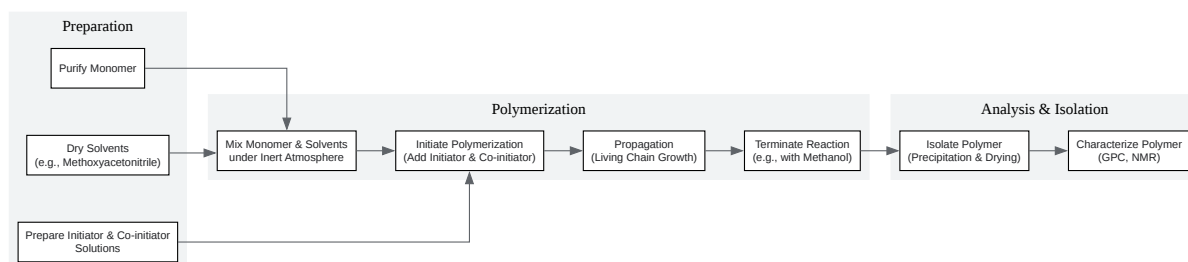 Preparation
Purify Monomer
Dry Solvents
(e.g., Methoxyacetonitrile)
Prepare Initiator & Co-initiator
Solutions
Polymerization
Mix Monomer & Solvents
under Inert Atmosphere
Initiate Polymerization
(Add Initiator & Co-initiator)
Propagation
(Living Chain Growth)
Terminate Reaction
(e.g., with Methanol)
Analysis & Isolation
Isolate Polymer
(Precipitation & Drying)
Characterize Polymer
(GPC, NMR)